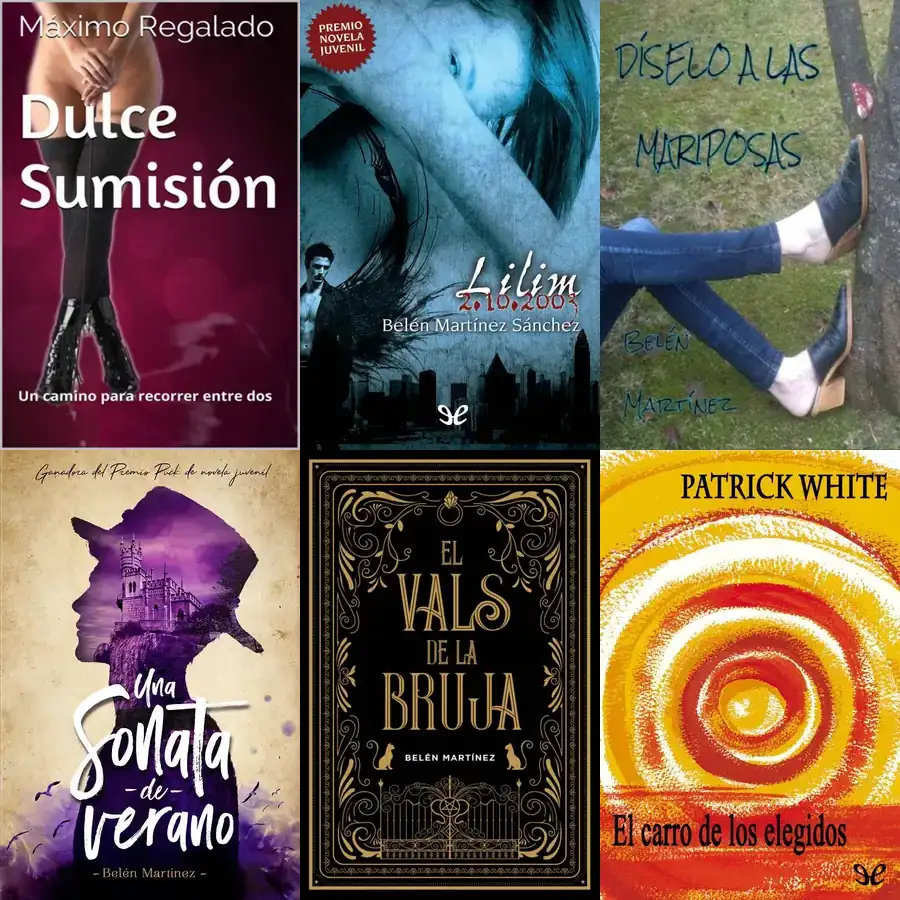 Máximo Regalado
Dulce
Sumisión
Un camino para recorrer entre dos
PREMIO
NOVELA
JUVENIL
Lilim
2.10.2003
Belén Martínez Sánchez
DÍSELO A LAS
MARIPOSAS
BELÉN
MARTÍNEZ
Ganadora del Premio Puck de novela juvenil
Una
Sonata
-de-
verano
- Belén Martínez -
EL
VALS
DE LA
BRUJA
BELÉN MARTÍNEZ
PATRICK WHITE
El carro de los elegidos